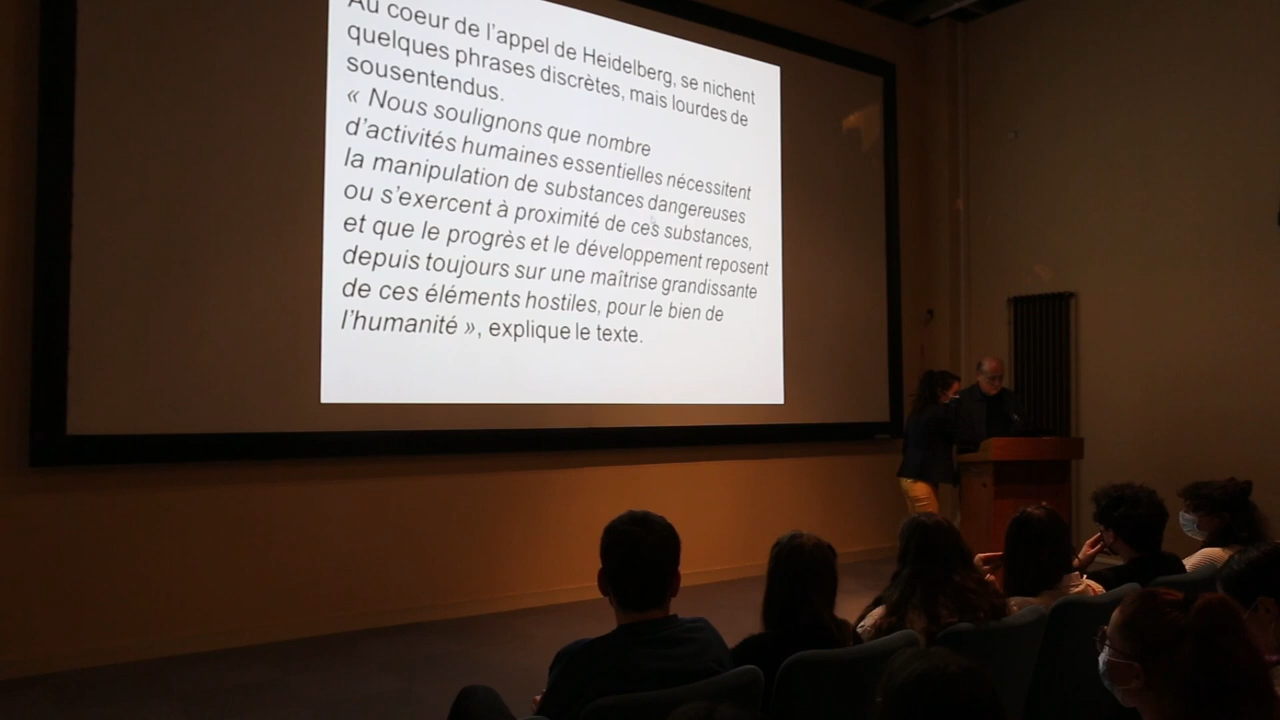 Au coeur de l'appel de Heidelberg, se nichent
quelques phrases discrètes, mais lourdes de
sousentendus.
« Nous soulignons que nombre
d'activités humaines essentielles nécessitent
la manipulation de substances dangereuses
ou s'exercent à proximité de ces substances,
et que le progrès et le développement reposent
depuis toujours sur une maîtrise grandissante
de ces éléments hostiles, pour le bien de
l'humanité », explique le texte.